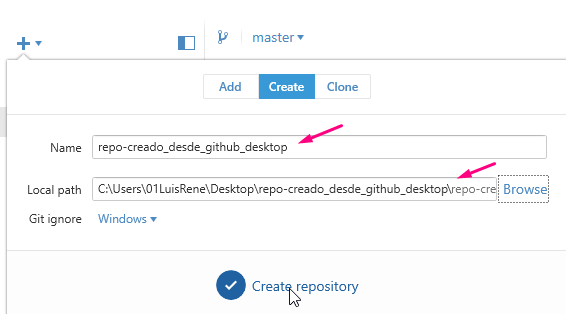 master
Add Create Clone
Name repo-creado_desde_github_desktop
Local path C:\Users\01LuisRene\Desktop\repo-creado_desde_github_desktop\repo-cre Browse
Git ignore Windows
Create repository